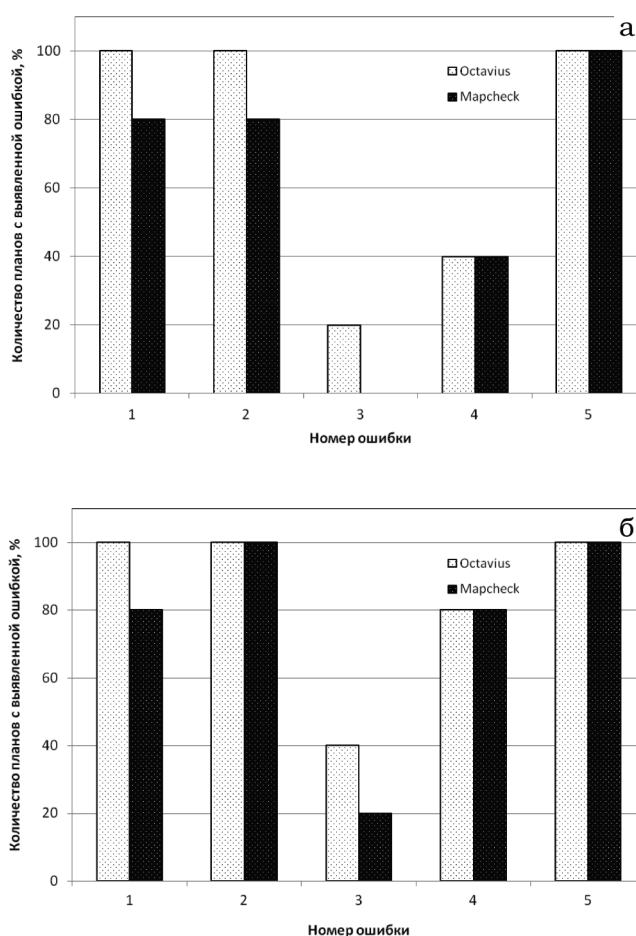 а
Количество планов с выявленной ошибкой, %
100
80
60
40
20
0
Octavius
Mapcheck
1 2 3 4 5
Номер ошибки
б
Количество планов с выявленной ошибкой, %
100
80
60
40
20
0
Octavius
Mapcheck
1 2 3 4 5
Номер ошибки